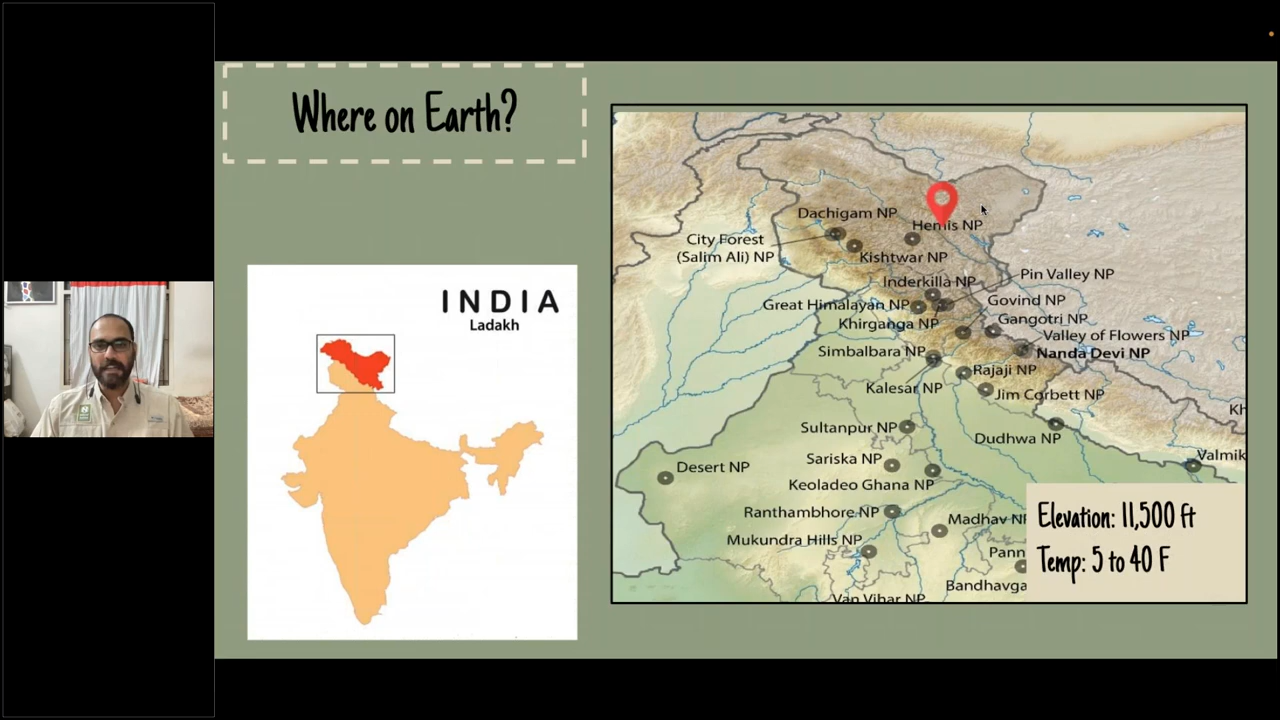 Where on Earth?
INDIA
Ladakh
Dachigam NP
Hemis NP
City Forest
(Salim Ali) NP
Kishtwar NP
Inderkilla NP
Pin Valley NP
Great Himalayan NP
Govind NP
Khirganga NP
Gangotri NP
Valley of Flowers NP
Simbalbara NP
Nanda Devi NP
Rajaji NP
Kalesar NP
Jim Corbett NP
Sultanpur NP
Dudhwa NP
Desert NP
Sariska NP
Valmik
Keoladeo Ghana NP
Ranthambhore NP
Madhav NP
Mukundra Hills NP
Pann
Bandhavga
Van Vihar NP
Kh
Elevation: 11,500 ft
Temp: 5 to 40 F